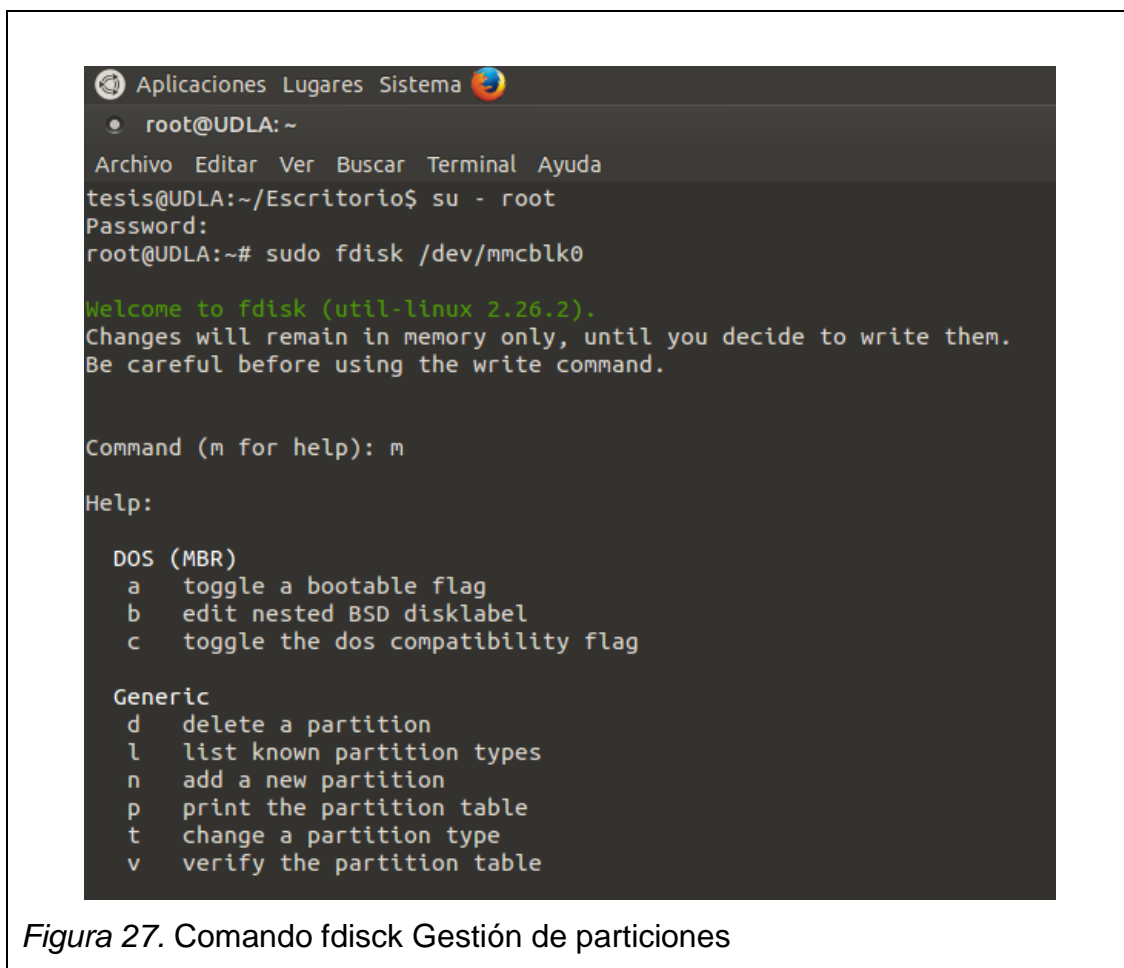 Aplicaciones Lugares Sistema
root@UDLA: ~
Archivo Editar Ver Buscar Terminal Ayuda
tesis@UDLA:~/Escritorio$ su - root
Password:
root@UDLA:~# sudo fdisk /dev/mmcblk0
Welcome to fdisk (util-linux 2.26.2).
Changes will remain in memory only, until you decide to write them.
Be careful before using the write command.
Command (m for help): m
Help:
DOS (MBR)
a toggle a bootable flag
b edit nested BSD disklabel
c toggle the dos compatibility flag
Generic
d delete a partition
l list known partition types
n add a new partition
p print the partition table
t change a partition type
v verify the partition table
Figura 27. Comando fdisck Gestión de particiones